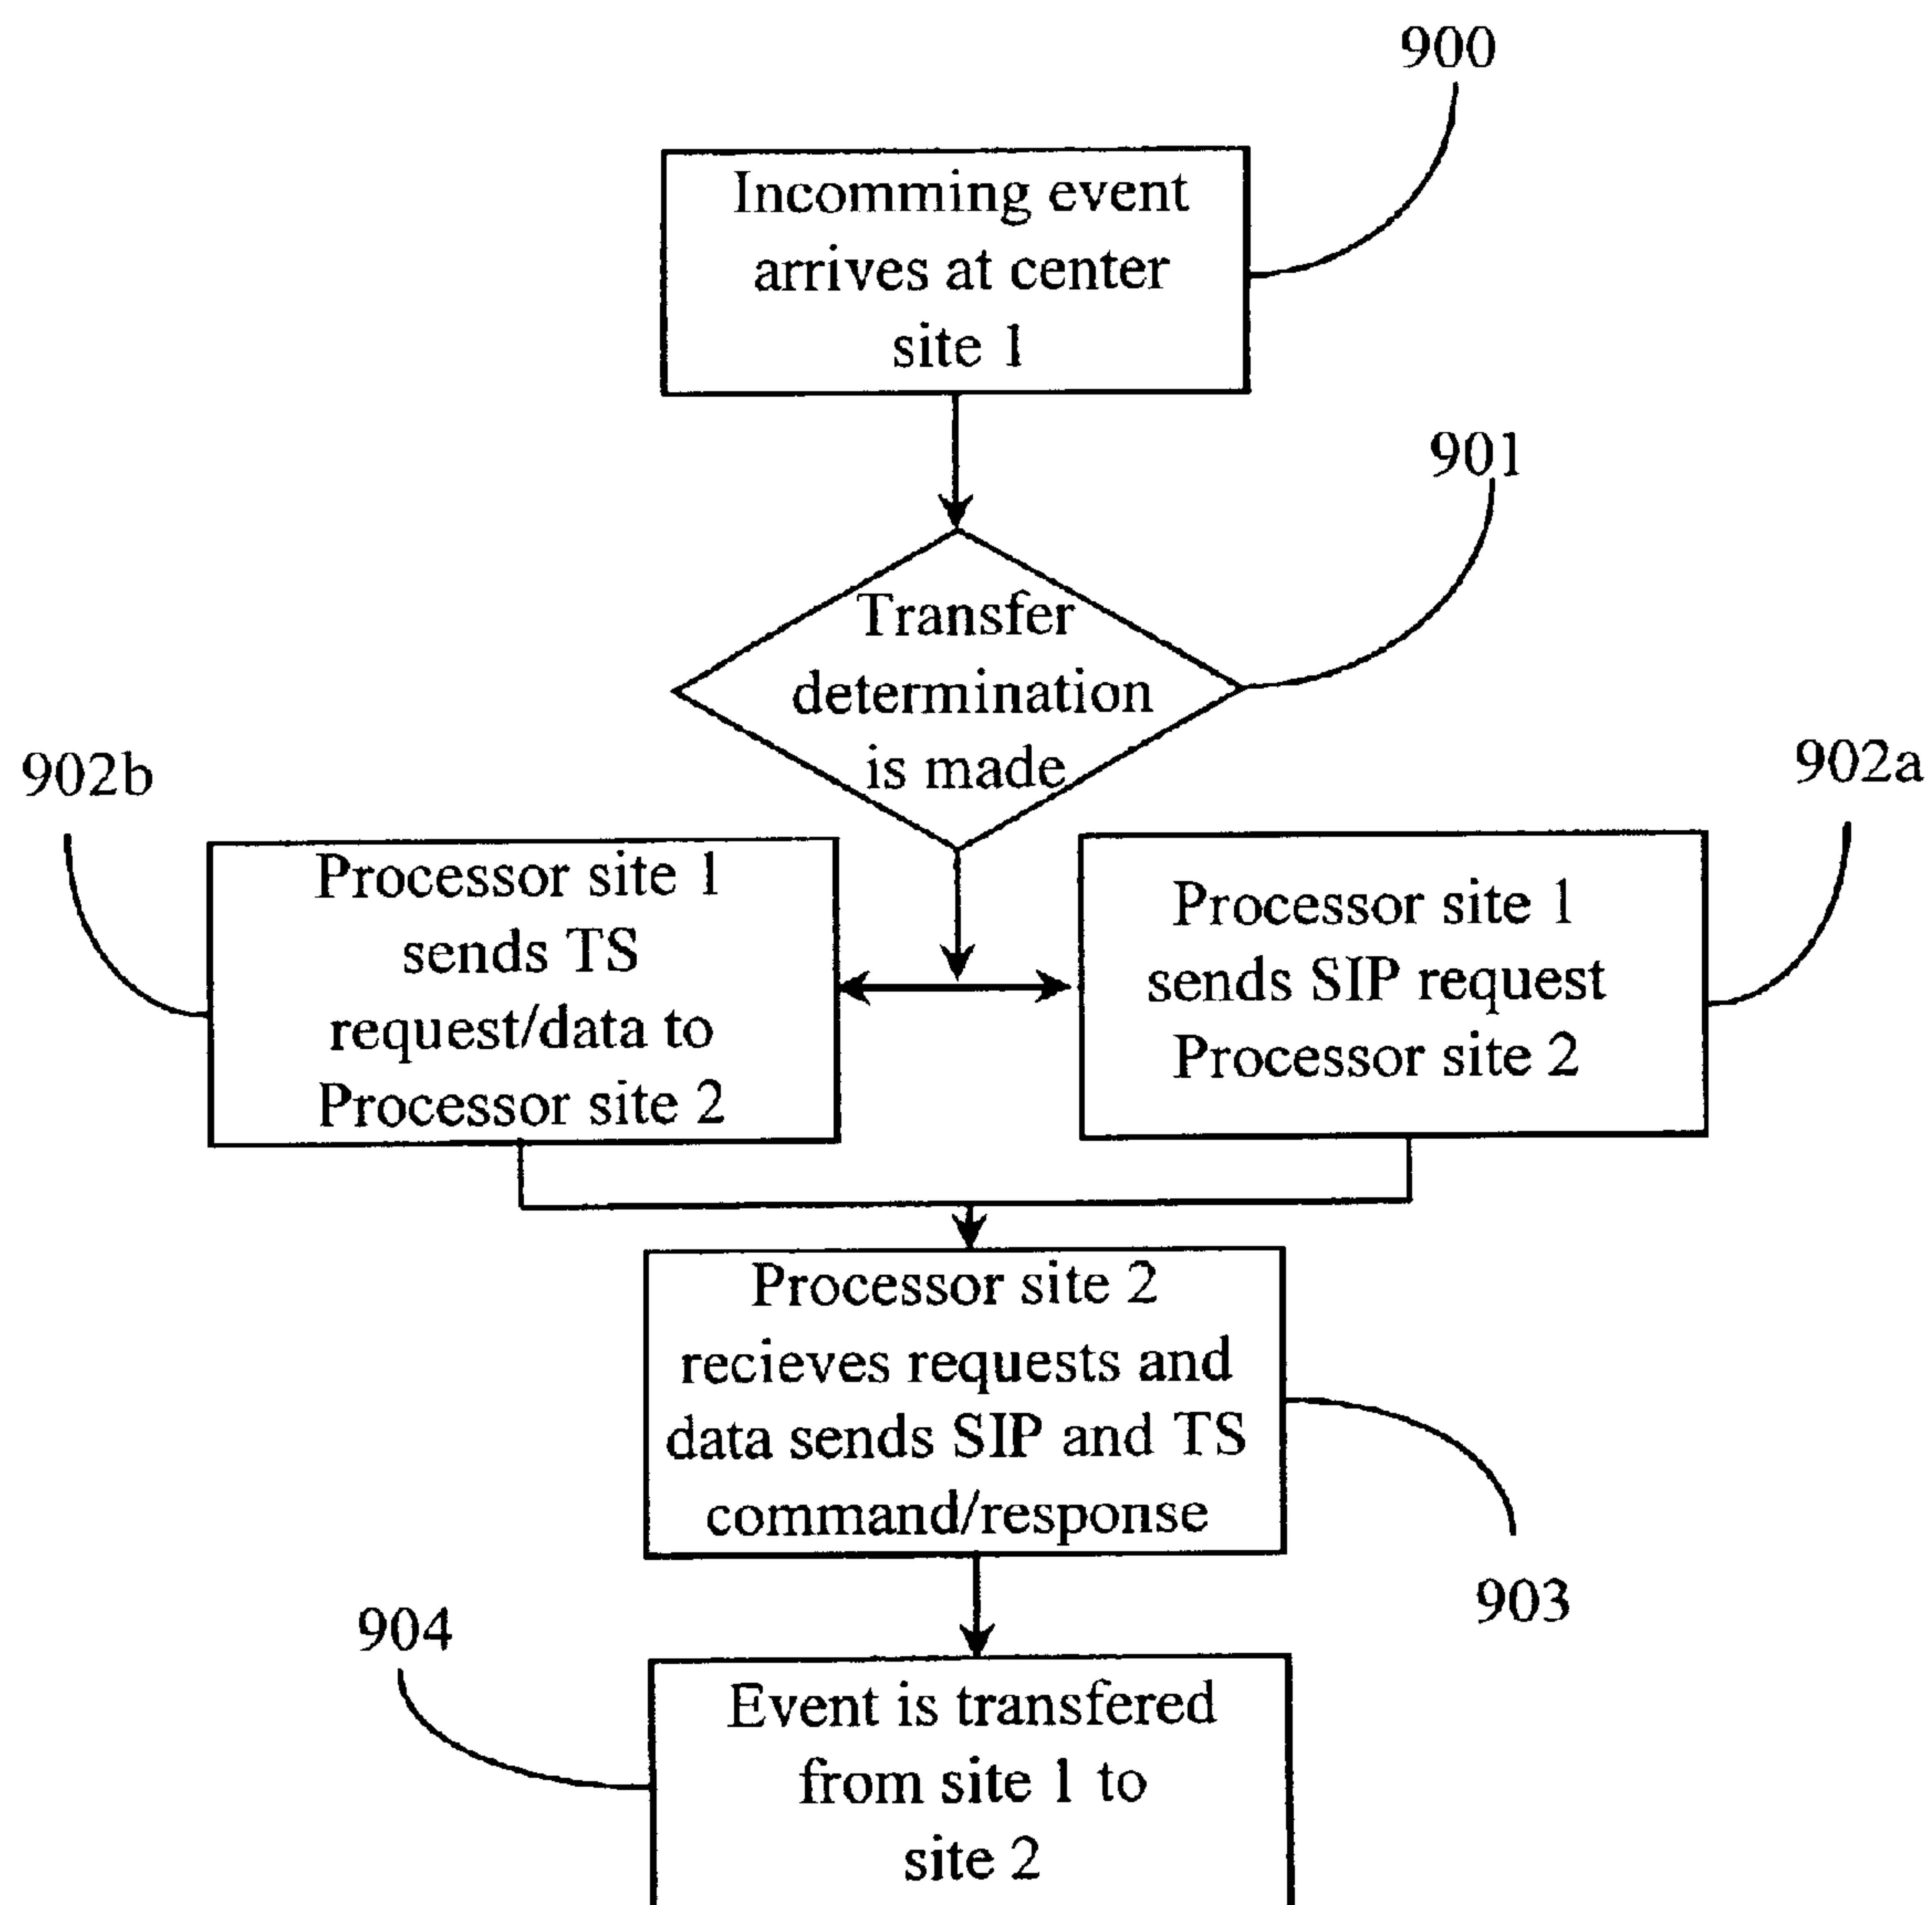 900
Incomming event
arrives at center
site 1
901
Transfer
determination
is made
902b
902a
Processor site 1
sends TS
request/data to
Processor site 2
Processor site 1
sends SIP request
Processor site 2
Processor site 2
recieves requests and
data sends SIP and TS
command/response
903
904
Event is transfered
from site 1 to
site 2